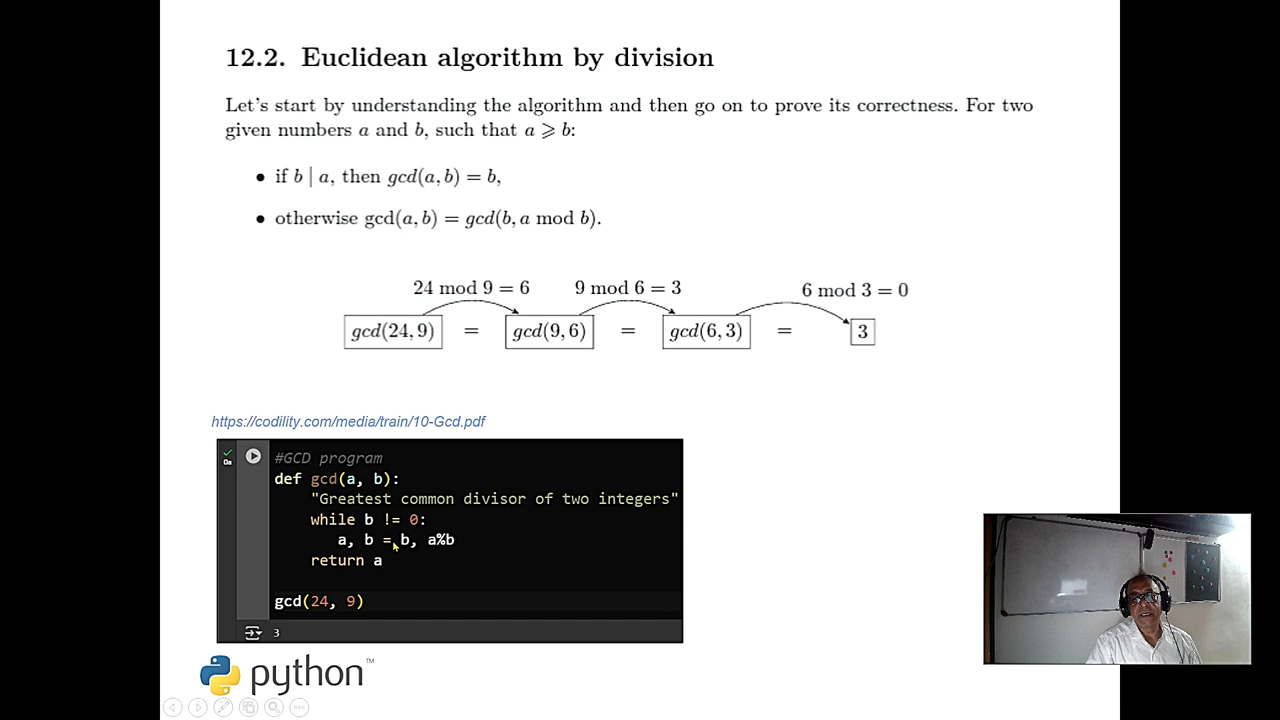 12.2. Euclidean algorithm by division
Let's start by understanding the algorithm and then go on to prove its correctness. For two
given numbers a and b, such that a ⩾ b:
• if b | a, then gcd(a, b) = b,
• otherwise gcd(a, b) = gcd(b, a mod b).
24 mod 9 = 6 9 mod 6 = 3 6 mod 3 = 0
gcd(24, 9) = gcd(9, 6) = gcd(6, 3) = 3
https://codility.com/media/train/10-Gcd.pdf
#GCD program
def gcd(a, b):
"Greatest common divisor of two integers"
while b != 0:
a, b = b, a%b
return a
0s
gcd(24, 9)
3
python™